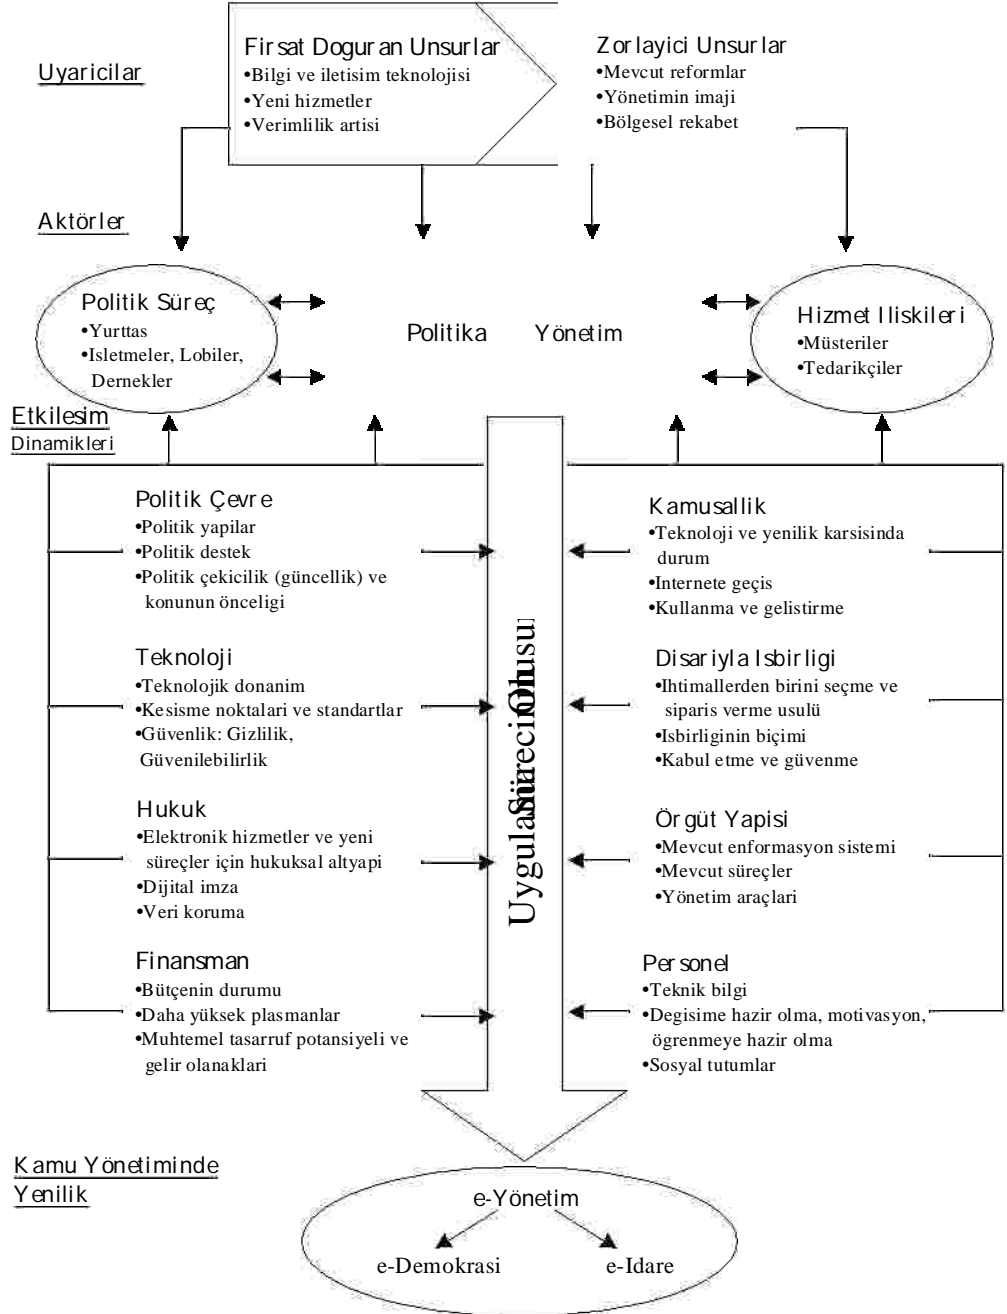 Uyaricilar
Firsat Doguran Unsurlar
•Bilgi ve iletisim teknolojisi
•Yeni hizmetler
•Verimlilik artisi
Zorlayici Unsurlar
•Mevcut reformlar
•Yönetimin imaji
•Bölgesel rekabet
Aktörler
Politik Süreç
•Yurttas
•Isletmeler, Lobiler,
Dernekler
Politika
Yönetim
Hizmet Iliskileri
•Müsteriler
•Tedarikçiler
Etkilesim
Dinamikleri
Politik Çevre
•Politik yapilar
•Politik destek
•Politik çekicilik (güncellik) ve
konunun önceligi
Teknoloji
•Teknolojik donanim
•Kesisme noktalari ve standartlar
•Güvenlik: Gizlilik,
Güvenilebilirlik
Hukuk
•Elektronik hizmetler ve yeni
süreçler için hukuksal altyapi
•Dijital imza
•Veri koruma
Finansman
•Bütçenin durumu
•Daha yüksek plasmanlar
•Muhtemel tasarruf potansiyeli ve
gelir olanaklari
Kamusallik
•Teknoloji ve yenilik karsisinda
durum
•Internete geçis
•Kullanma ve gelistirme
Disariyla Isbirligi
•Ihtimallerden birini seçme ve
siparis verme usulü
•Isbirliginin biçimi
•Kabul etme ve güvenme
Örgüt Yapisi
•Mevcut enformasyon sistemi
•Mevcut süreçler
•Yönetim araçlari
Personel
•Teknik bilgi
•Degisime hazir olma, motivasyon,
ögrenmeye hazir olma
•Sosyal tutumlar
Kamu Yönetiminde
Yenilik
e-Yönetim
e-Demokrasi
e-Idare